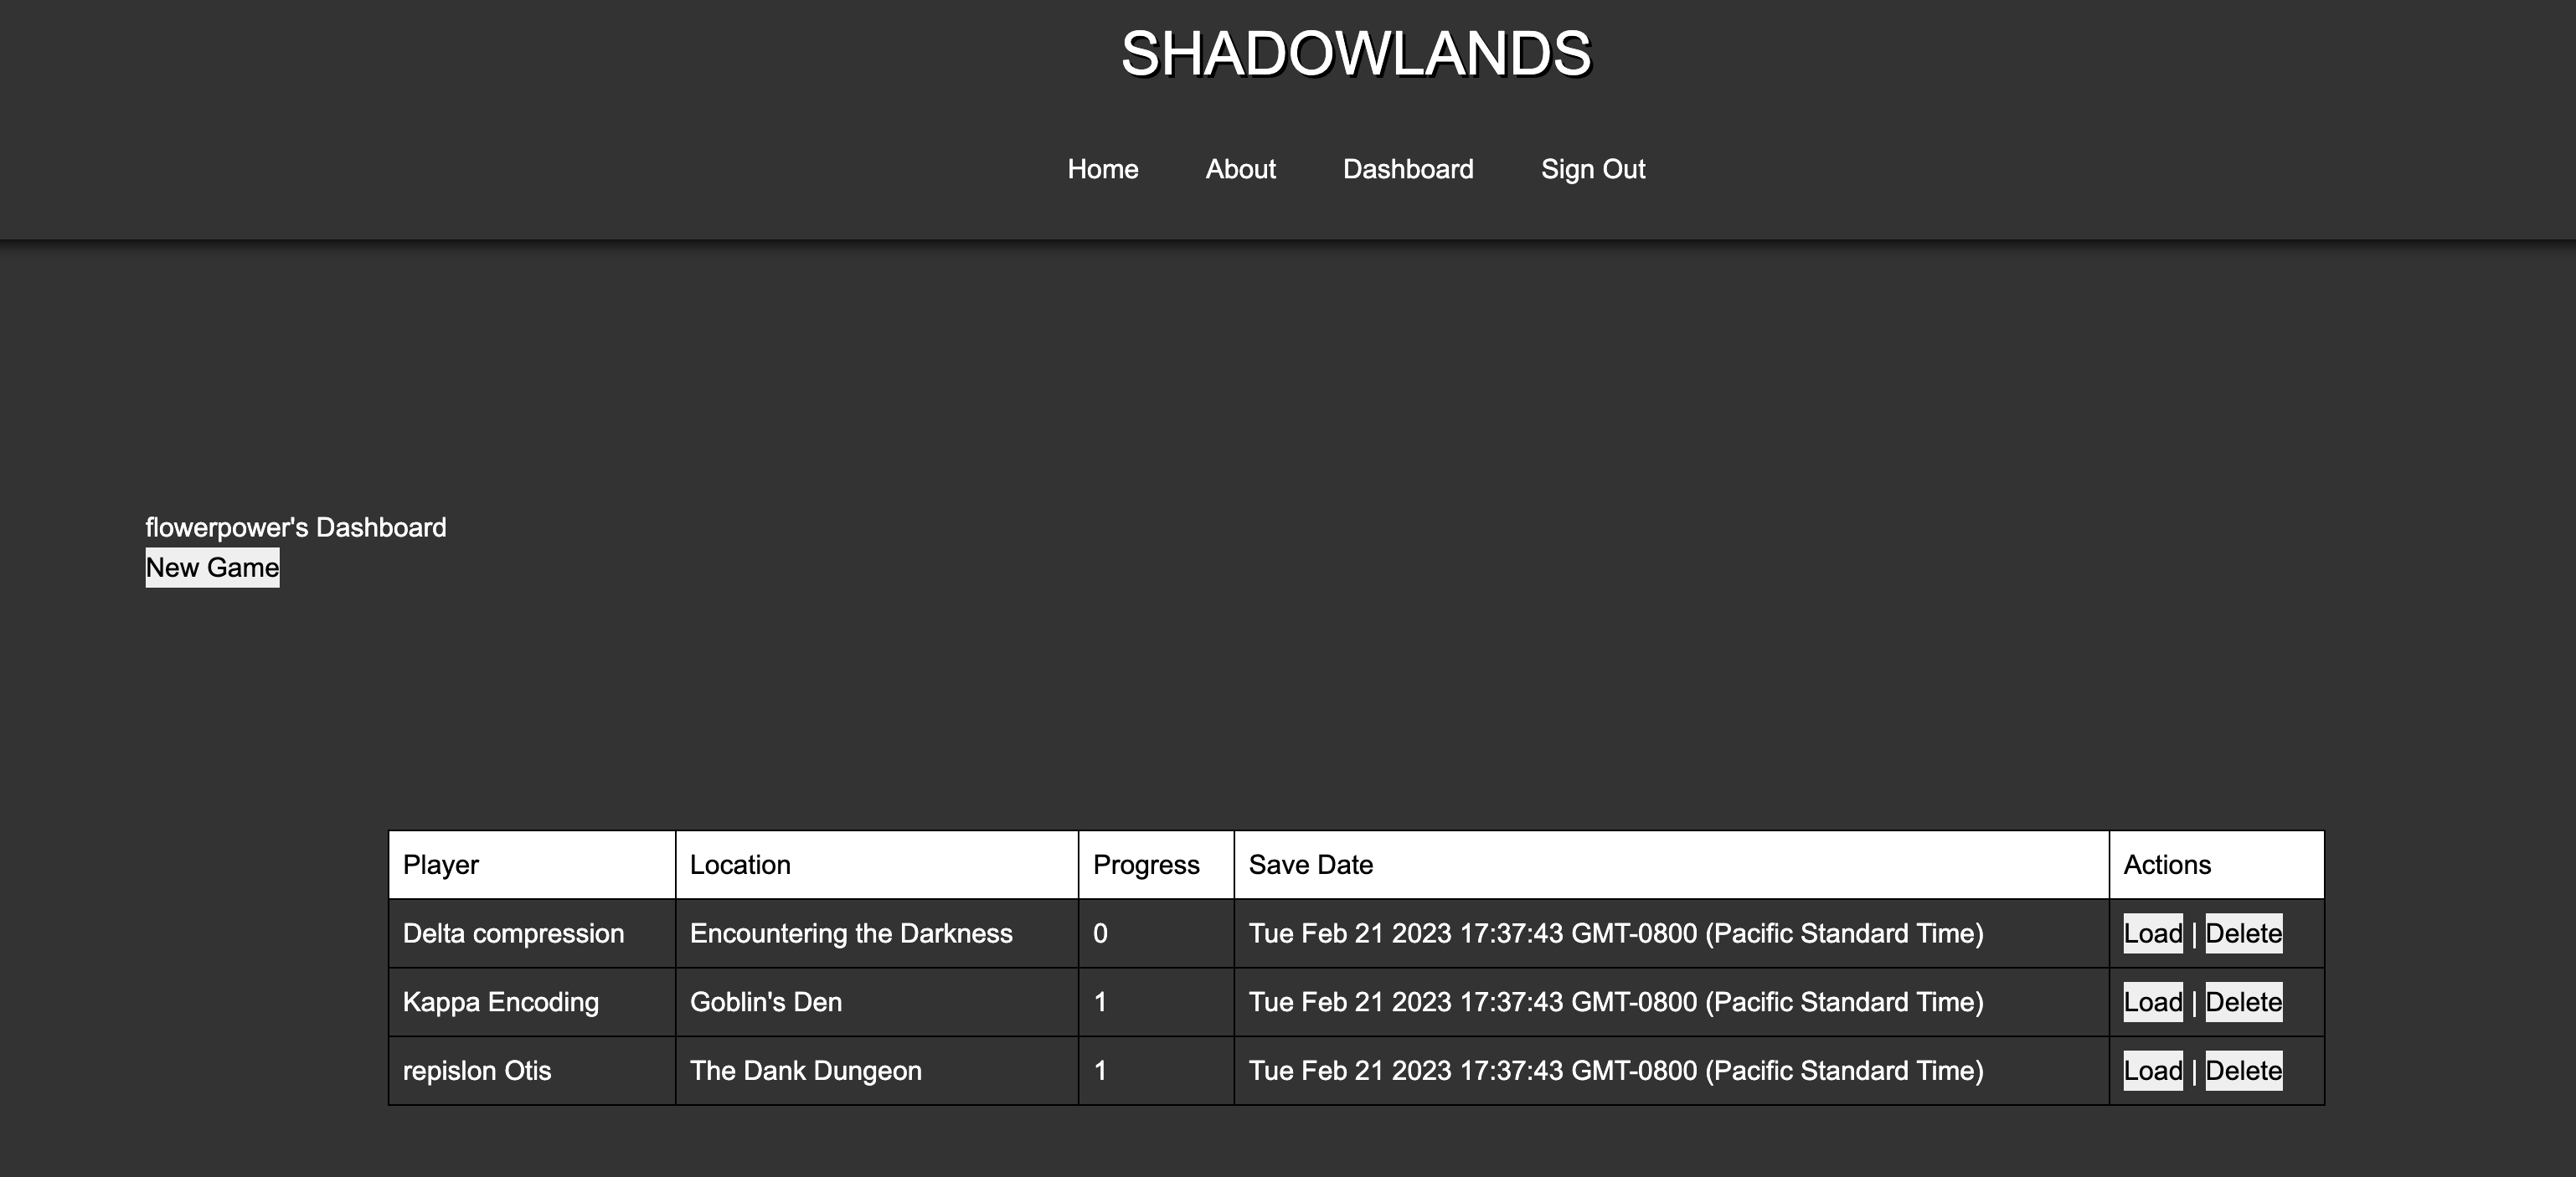 SHADOWLANDS
Home About Dashboard Sign Out
flowerpower's Dashboard
New Game
Player Location Progress Save Date Actions
Delta compression Encountering the Darkness 0 Tue Feb 21 2023 17:37:43 GMT-0800 (Pacific Standard Time) Load | Delete
Kappa Encoding Goblin's Den 1 Tue Feb 21 2023 17:37:43 GMT-0800 (Pacific Standard Time) Load | Delete
repislon Otis The Dank Dungeon 1 Tue Feb 21 2023 17:37:43 GMT-0800 (Pacific Standard Time) Load | Delete